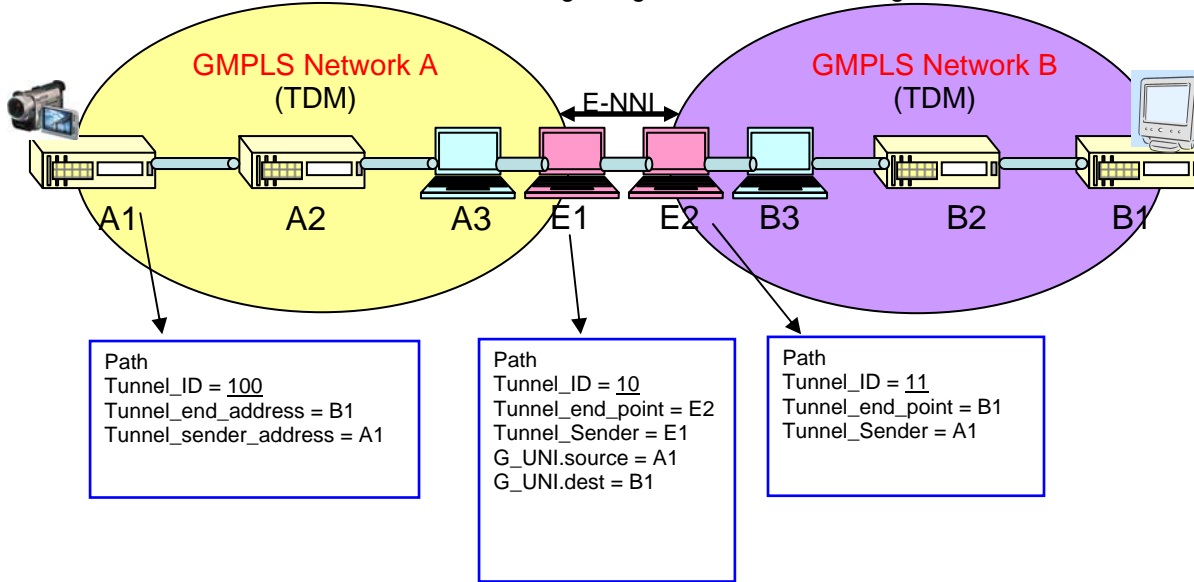 GMPLS Network A
(TDM)
GMPLS Network B
(TDM)
E-NNI
A1
A2
A3
E1
E2
B3
B2
B1
Path
Tunnel_ID = 100
Tunnel_end_address = B1
Tunnel_sender_address = A1
Path
Tunnel_ID = 10
Tunnel_end_point = E2
Tunnel_Sender = E1
G_UNI.source = A1
G_UNI.dest = B1
Path
Tunnel_ID = 11
Tunnel_end_point = B1
Tunnel_Sender = A1